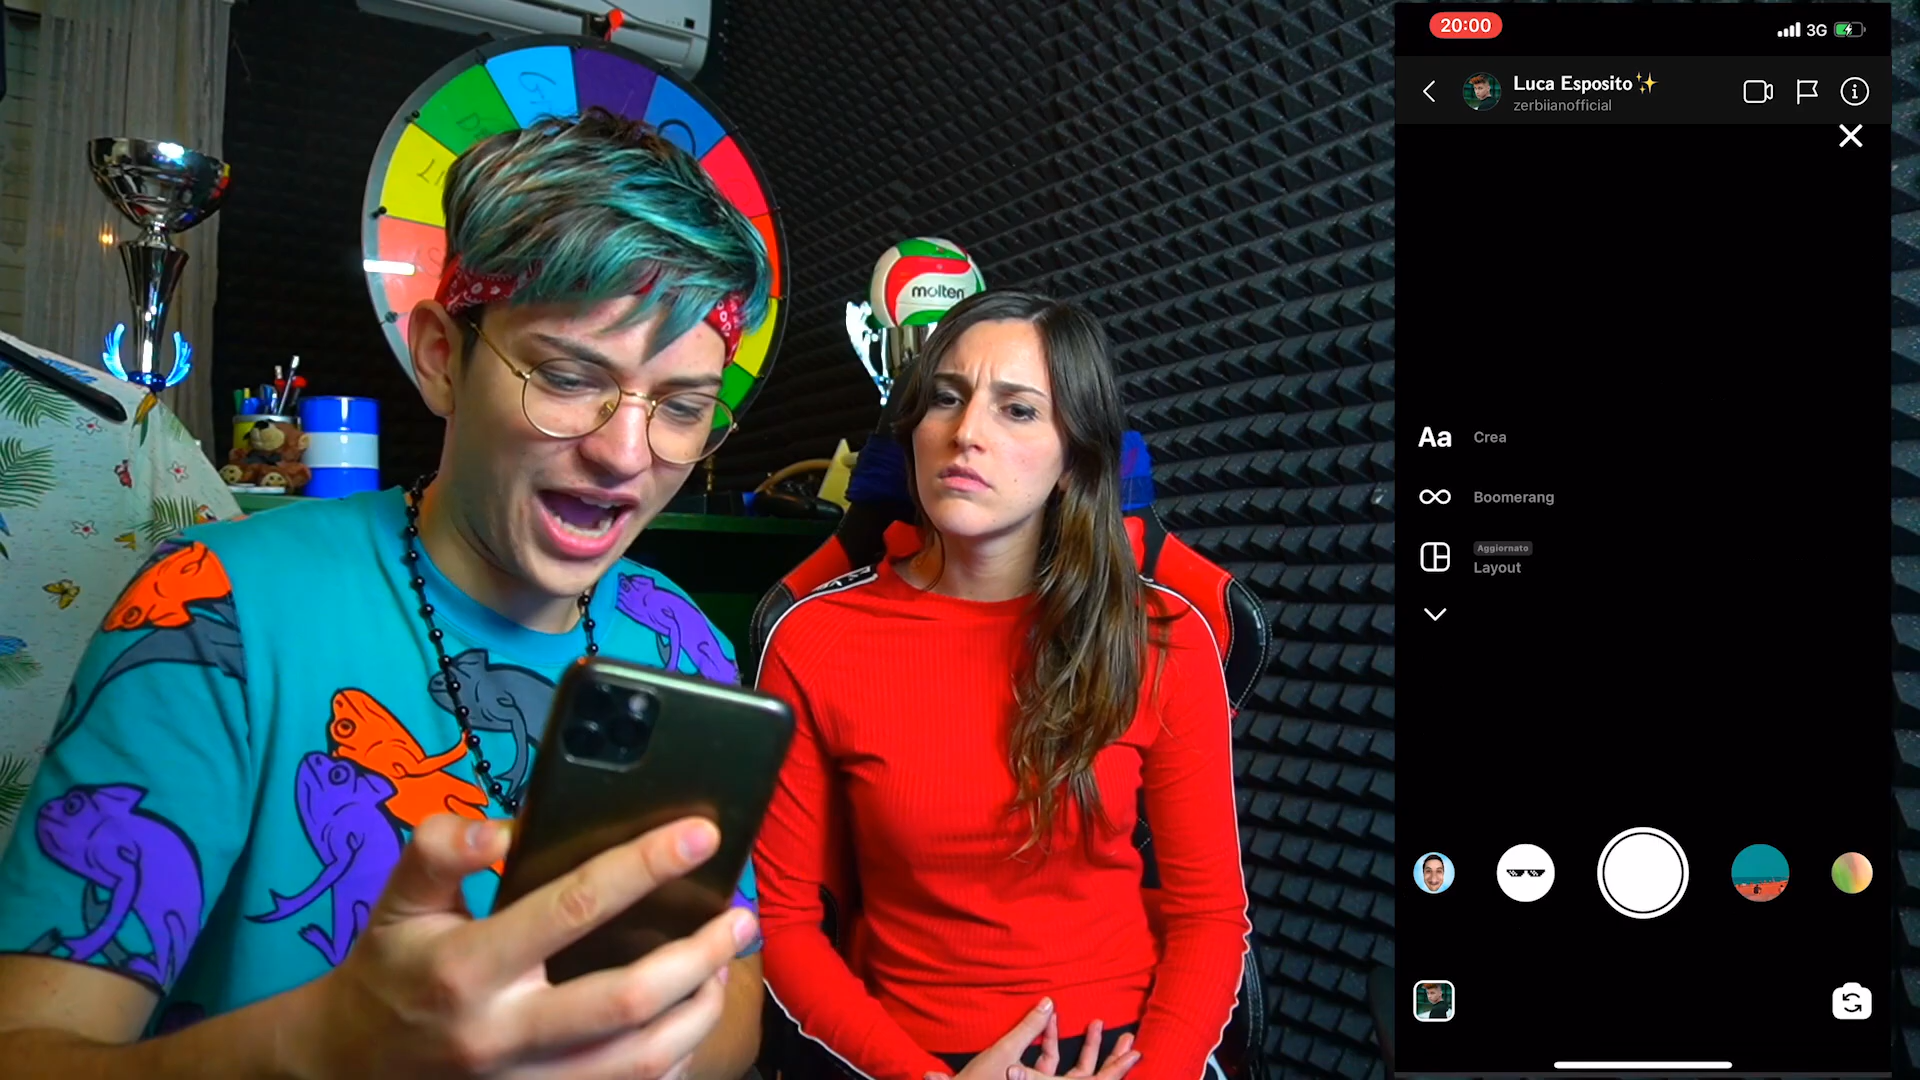 20:00
3G
Luca Esposito✨
zerbiianofficial
Aa Crea
Boomerang
Aggiornato
Layout
molten